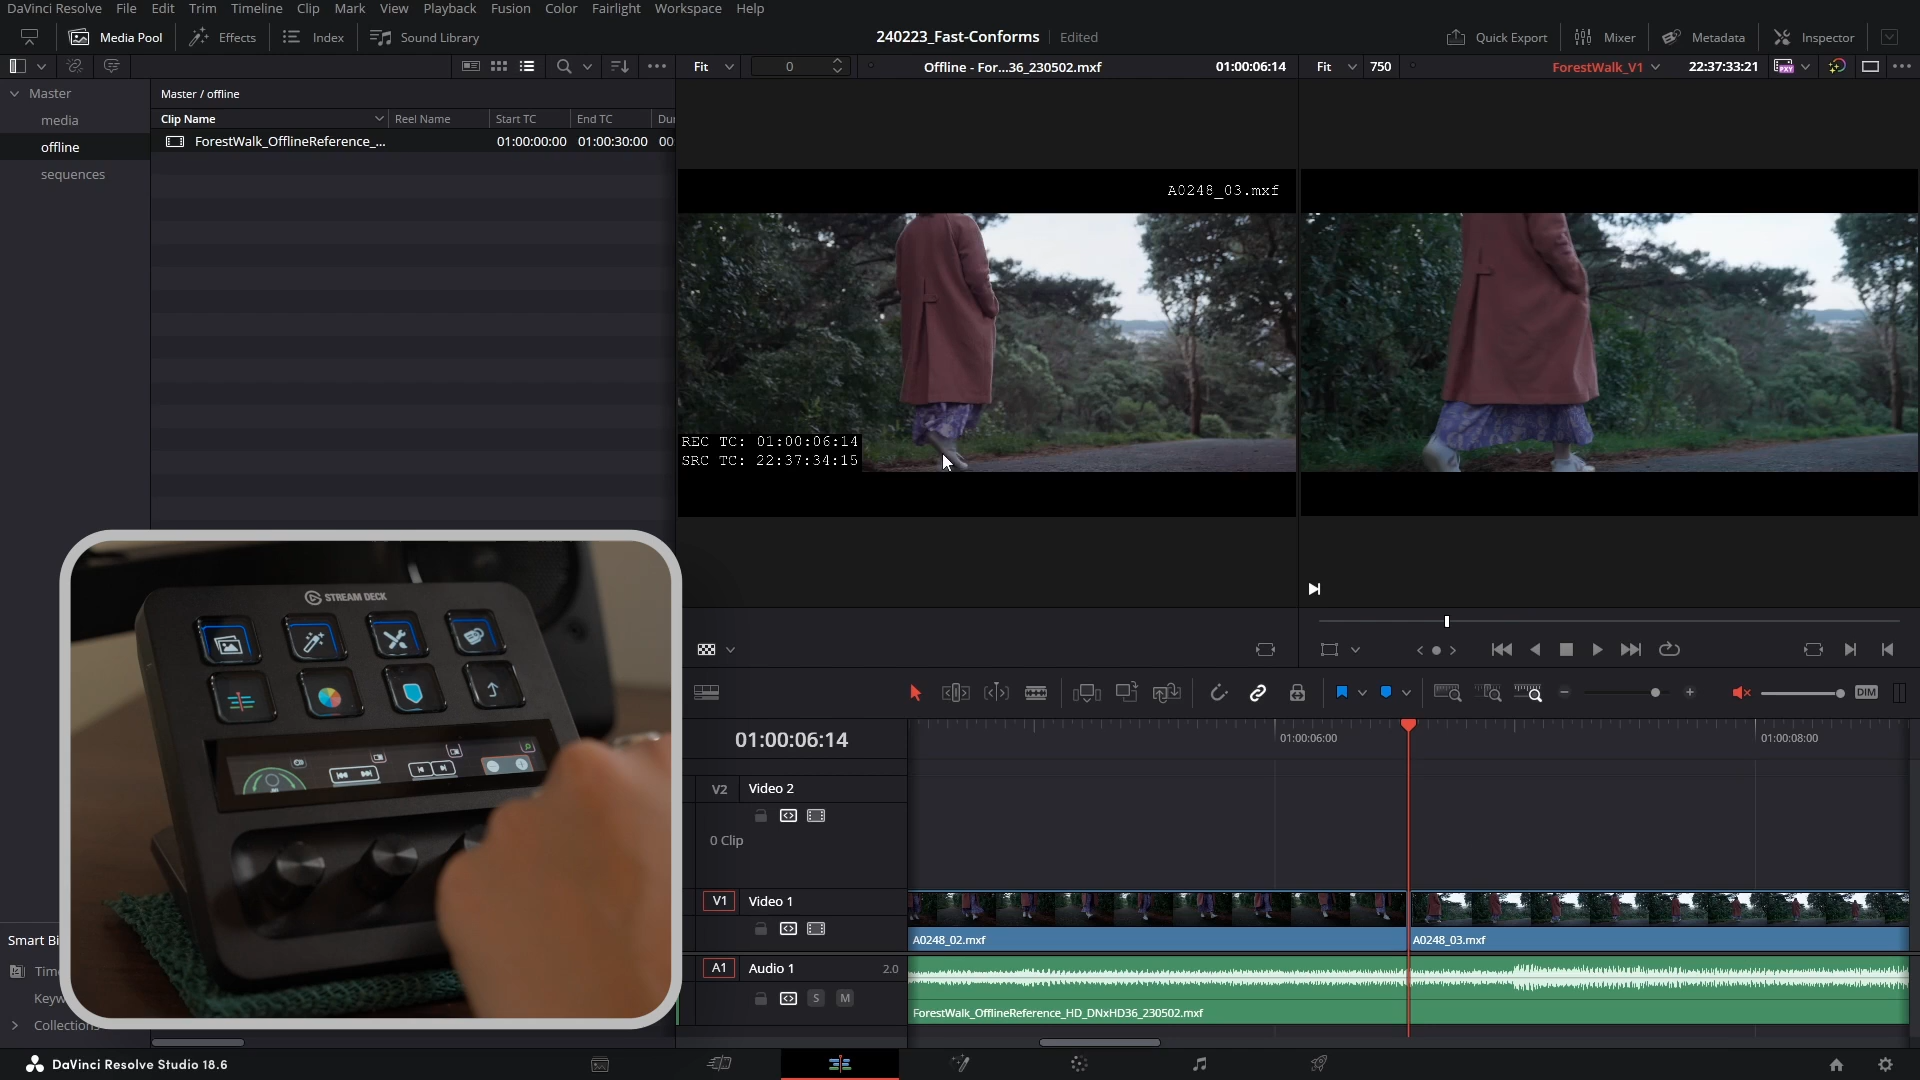 DaVinci Resolve File Edit Trim Timeline Clip Mark View Playback Fusion Color Fairlight Workspace Help
Media Pool Effects Index Sound Library 240223_Fast-Conforms Edited Quick Export Mixer Metadata Inspector
Fit 0 Offline - For...36_230502.mxf 01:00:06:14 Fit 750 ForestWalk_V1 22:37:33:21 PXY
Master
media
offline
sequences
Master / offline
Clip Name Reel Name Start TC End TC Dur
ForestWalk_OfflineReference_... 01:00:00:00 01:00:30:00 00
A0248_03.mxf
REC TC: 01:00:06:14
SRC TC: 22:37:34:15
STREAM DECK
DIM
01:00:06:14 01:00:06:00 01:00:08:00
V2 Video 2
0 Clip
V1 Video 1
A0248_02.mxf A0248_03.mxf
A1 Audio 1 2.0
S M
ForestWalk_OfflineReference_HD_DNxHD36_230502.mxf
Smart Bi
Time
Keyw
Collections
DaVinci Resolve Studio 18.6